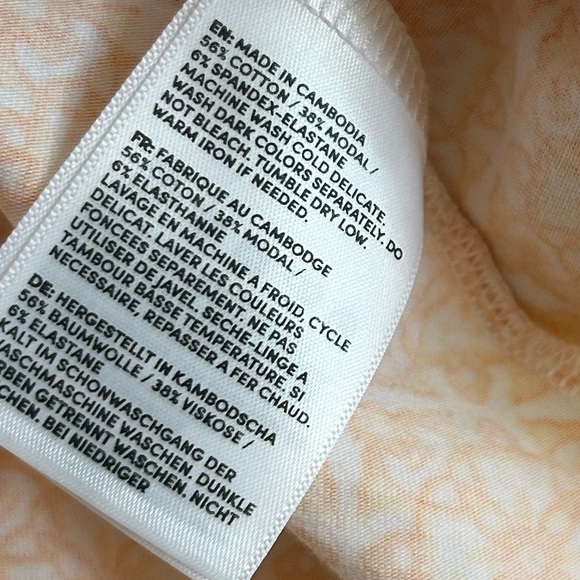 EN: MADE IN CAMBODIA
56% COTTON / 38% MODAL /
6% SPANDEX-ELASTANE
MACHINE WASH COLD DELICATE.
WASH DARK COLORS SEPARATELY. DO
NOT BLEACH. TUMBLE DRY LOW.
WARM IRON IF NEEDED.
FR: FABRIQUE AU CAMBODGE
56% COTON / 38% MODAL /
6% ELASTHANNE
LAVAGE EN MACHINE A FROID, CYCLE
DELICAT. LAVER LES COULEURS
FONCEES SEPAREMENT. NE PAS
UTILISER DE JAVEL. SECHE-LINGE A
TAMBOUR BASSE TEMPERATURE. SI
NECESSAIRE, REPASSER A FER CHAUD.
DE: HERGESTELLT IN KAMBODSCHA
56% BAUMWOLLE / 38% VISKOSE /
6% ELASTANE
KALT IM SCHONWASCHGANG DER
WASCHMASCHINE WASCHEN. DUNKLE
RBEN GETRENNT WASCHEN. NICHT
CHEN. BEI NIEDRIGER